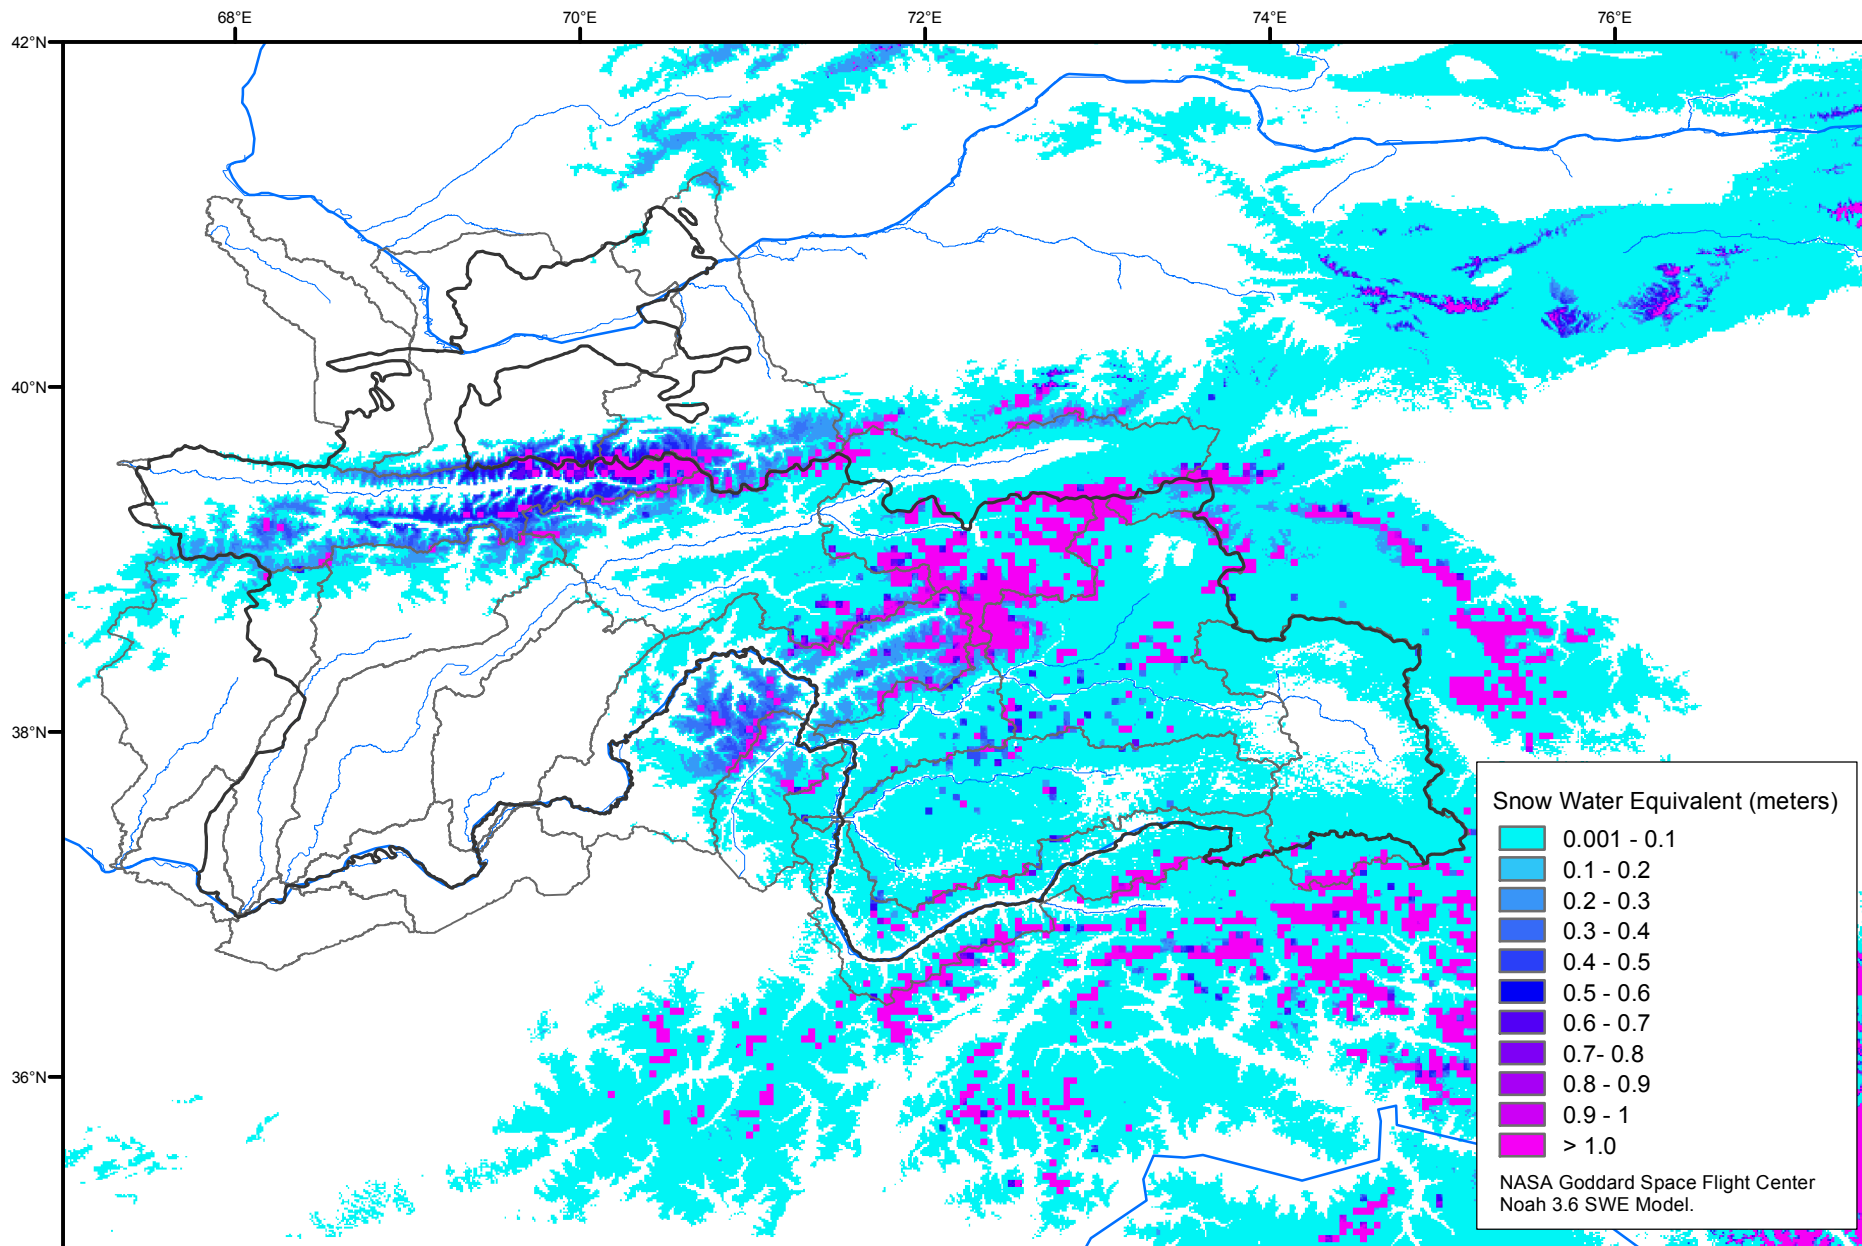 68°E 70°E 72°E 74°E 76°E
42°N
40°N
38°N
36°N
Snow Water Equivalent (meters)
0.001 - 0.1
0.1 - 0.2
0.2 - 0.3
0.3 - 0.4
0.4 - 0.5
0.5 - 0.6
0.6 - 0.7
0.7- 0.8
0.8 - 0.9
0.9 - 1
> 1.0
NASA Goddard Space Flight Center
Noah 3.6 SWE Model.